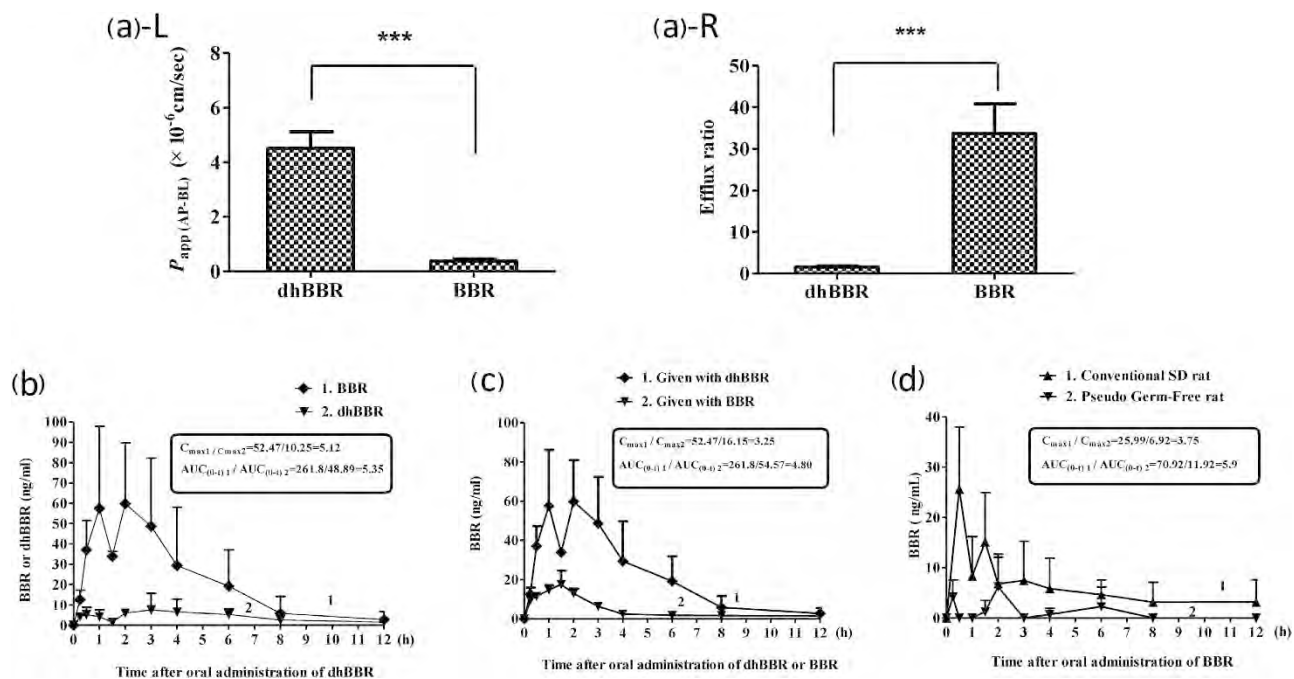 (a)-L
***
P app (AP-BL) (× 10⁻⁶cm/sec)
8
6
4
2
0
dhBBR BBR
(a)-R
***
Efflux ratio
50
40
30
20
10
0
dhBBR BBR
(b)
1. BBR
2. dhBBR
BBR or dhBBR (ng/ml)
100
90
80
70
60
50
40
30
20
10
0
Cmax1 / Cmax2=52.47/10.25=5.12
AUC(0-t) 1 / AUC(0-t) 2=261.8/48.89=5.35
2
1
0 1 2 3 4 5 6 7 8 9 10 11 12 (h)
Time after oral administration of dhBBR
(c)
1. Given with dhBBR
2. Given with BBR
BBR (ng/ml)
100
80
60
40
20
0
Cmax1 / Cmax2=52.47/16.15=3.25
AUC(0-t) 1 / AUC(0-t) 2=261.8/54.57=4.80
2
1
0 1 2 3 4 5 6 7 8 9 10 11 12 (h)
Time after oral administration of dhBBR or BBR
(d)
1. Conventional SD rat
2. Pseudo Germ-Free rat
BBR ( ng/mL)
40
30
20
10
0
Cmax1 / Cmax2=25.99/6.92=3.75
AUC(0-t) 1 / AUC(0-t) 2=70.92/11.92=5.9
1
2
0 1 2 3 4 5 6 7 8 9 10 11 12 (h)
Time after oral administration of BBR